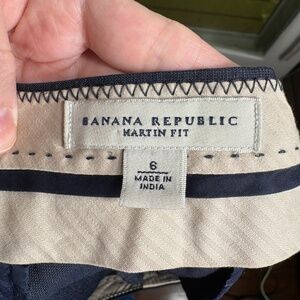 BANANA REPUBLIC
MARTIN FIT
6
MADE IN
INDIA